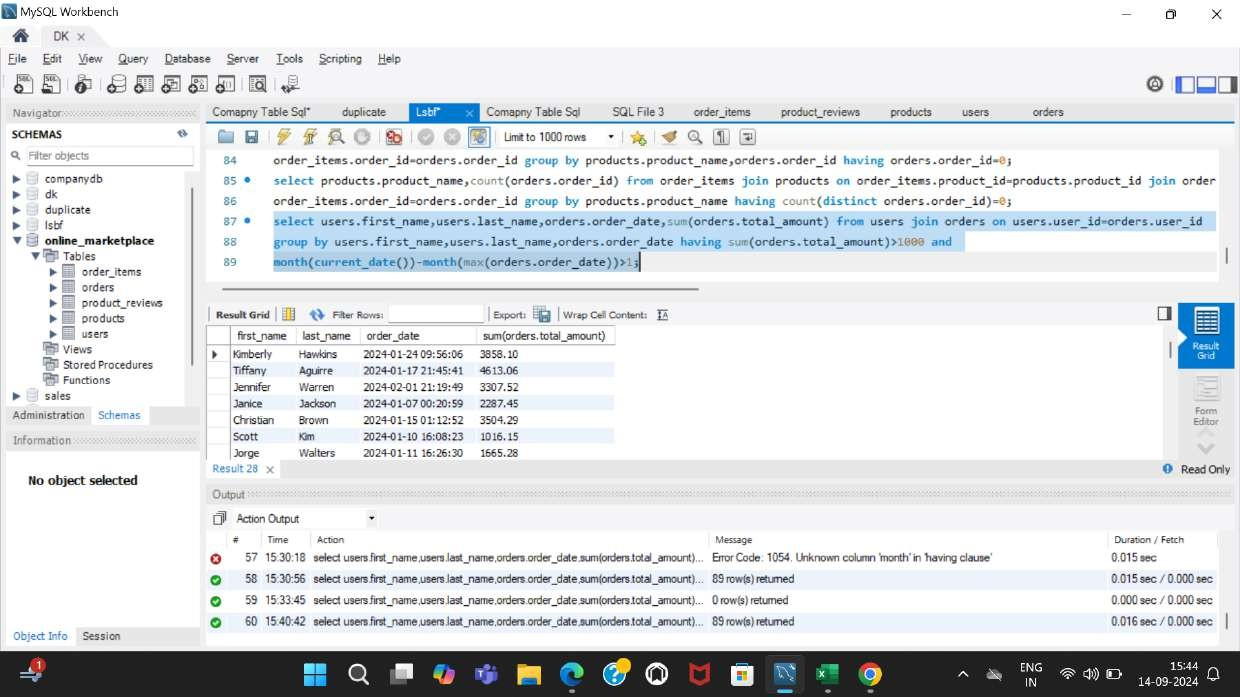 MySQL Workbench
DK
File Edit View Query Database Server Tools Scripting Help
Navigator
SCHEMAS
Filter objects
companydb
dk
duplicate
lsbf
online_marketplace
Tables
order_items
orders
product_reviews
products
users
Views
Stored Procedures
Functions
sales
Administration Schemas
Information
No object selected
Object Info Session
Comapny Table Sql* duplicate Lsbf* Comapny Table Sql SQL File 3 order_items product_reviews products users orders
Limit to 1000 rows
84 order_items.order_id=orders.order_id group by products.product_name,orders.order_id having orders.order_id=0;
85 select products.product_name,count(orders.order_id) from order_items join products on order_items.product_id=products.product_id join order
86 order_items.order_id=orders.order_id group by products.product_name having count(distinct orders.order_id)=0;
87 select users.first_name,users.last_name,orders.order_date,sum(orders.total_amount) from users join orders on users.user_id=orders.user_id
88 group by users.first_name,users.last_name,orders.order_date having sum(orders.total_amount)>1000 and
89 month(current_date())-month(max(orders.order_date))>1;
Result Grid Filter Rows: Export: Wrap Cell Content:
first_name last_name order_date sum(orders.total_amount)
Kimberly Hawkins 2024-01-24 09:56:06 3858.10
Tiffany Aguirre 2024-01-17 21:45:41 4613.06
Jennifer Warren 2024-02-01 21:19:49 3307.52
Janice Jackson 2024-01-07 00:20:59 2287.45
Christian Brown 2024-01-15 01:12:52 3504.29
Scott Kim 2024-01-10 16:08:23 1016.15
Jorge Walters 2024-01-11 16:26:30 1665.28
Result Grid
Form Editor
Result 28
Read Only
Output
Action Output
# Time Action Message Duration / Fetch
57 15:30:18 select users.first_name,users.last_name,orders.order_date,sum(orders.total_amount)... Error Code: 1054. Unknown column 'month' in 'having clause' 0.015 sec
58 15:30:56 select users.first_name,users.last_name,orders.order_date,sum(orders.total_amount)... 89 row(s) returned 0.015 sec / 0.000 sec
59 15:33:45 select users.first_name,users.last_name,orders.order_date,sum(orders.total_amount)... 0 row(s) returned 0.000 sec / 0.000 sec
60 15:40:42 select users.first_name,users.last_name,orders.order_date,sum(orders.total_amount)... 89 row(s) returned 0.016 sec / 0.000 sec
1
ENG
IN
15:44
14-09-2024